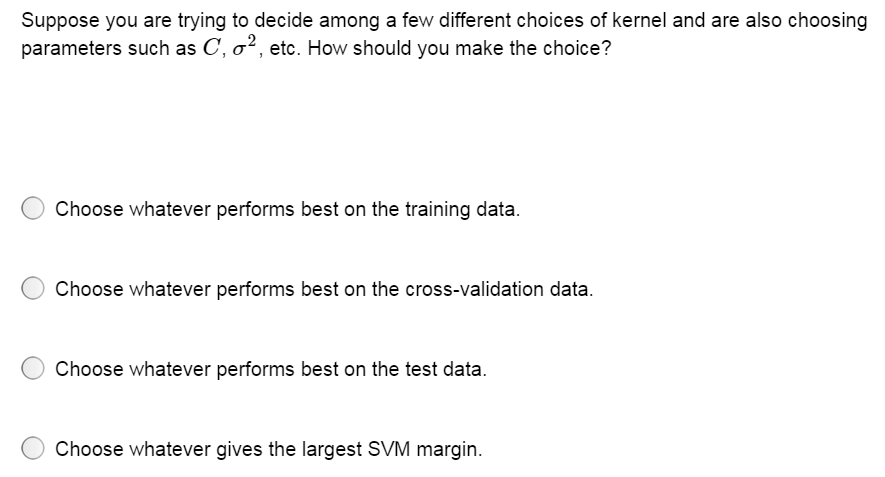 Suppose you are trying to decide among a few different choices of kernel and are also choosing
parameters such as C, σ², etc. How should you make the choice?
Choose whatever performs best on the training data.
Choose whatever performs best on the cross-validation data.
Choose whatever performs best on the test data.
Choose whatever gives the largest SVM margin.